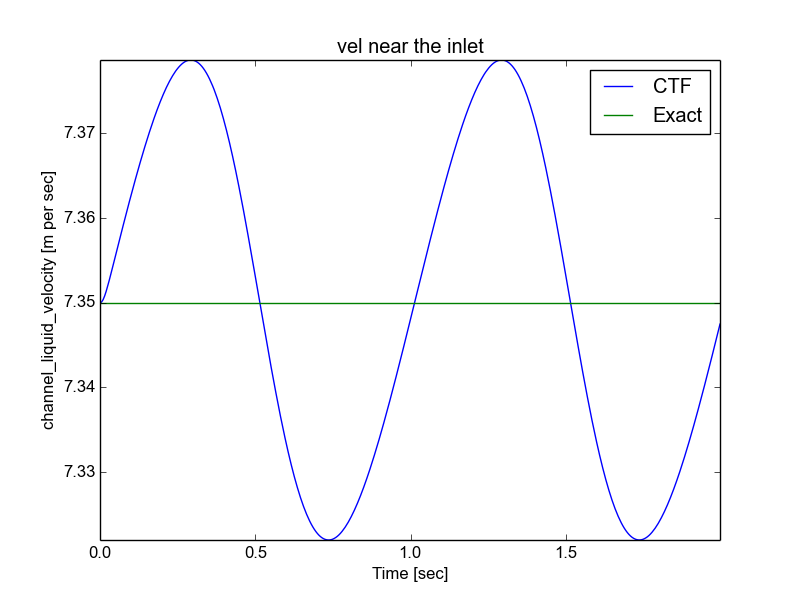 vel near the inlet
CTF
Exact
channel_liquid_velocity [m per sec]
7.37
7.36
7.35
7.34
7.33
0.0 0.5 1.0 1.5
Time [sec]